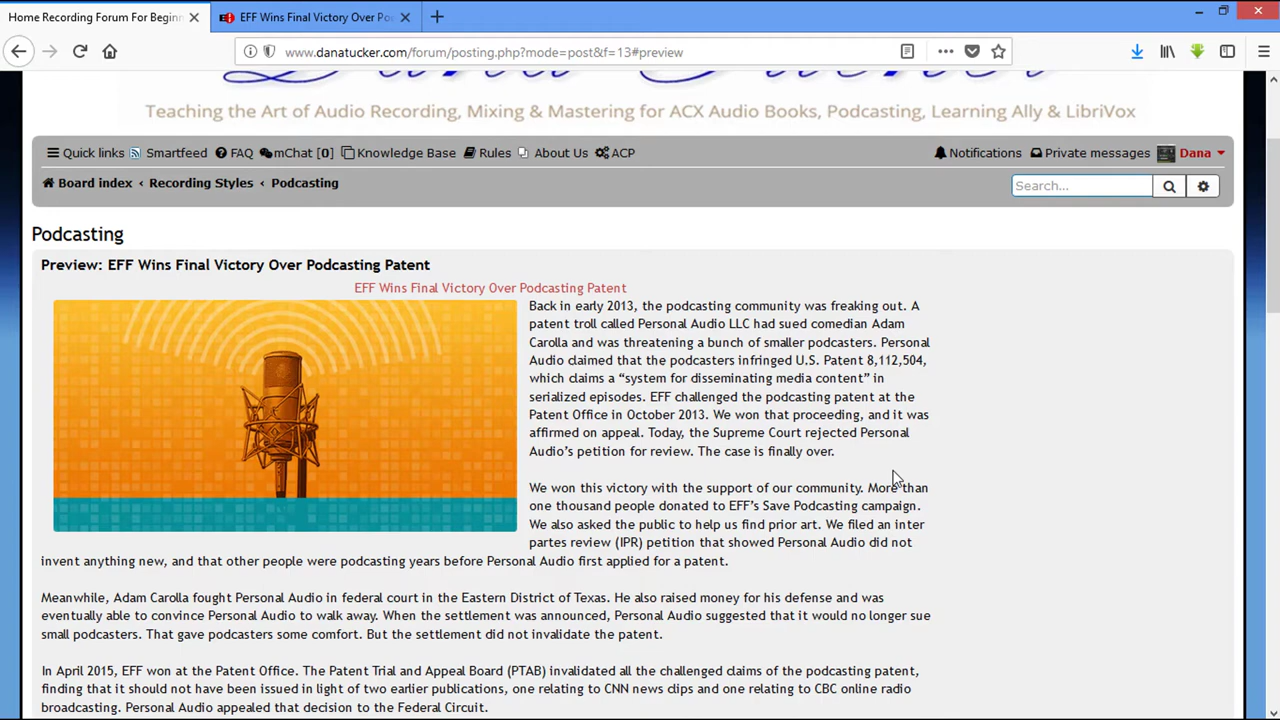 Home Recording Forum For Beginn
EFF Wins Final Victory Over Po
www.danatucker.com/forum/posting.php?mode=post&f=13#preview
Teaching the Art of Audio Recording, Mixing & Mastering for ACX Audio Books, Podcasting, Learning Ally & LibriVox
Quick links Smartfeed FAQ mChat [0] Knowledge Base Rules About Us ACP Notifications Private messages Dana
Board index ‹ Recording Styles ‹ Podcasting
Search...
Podcasting
Preview: EFF Wins Final Victory Over Podcasting Patent
EFF Wins Final Victory Over Podcasting Patent
Back in early 2013, the podcasting community was freaking out. A
patent troll called Personal Audio LLC had sued comedian Adam
Carolla and was threatening a bunch of smaller podcasters. Personal
Audio claimed that the podcasters infringed U.S. Patent 8,112,504,
which claims a “system for disseminating media content” in
serialized episodes. EFF challenged the podcasting patent at the
Patent Office in October 2013. We won that proceeding, and it was
affirmed on appeal. Today, the Supreme Court rejected Personal
Audio’s petition for review. The case is finally over.
We won this victory with the support of our community. More than
one thousand people donated to EFF’s Save Podcasting campaign.
We also asked the public to help us find prior art. We filed an inter
partes review (IPR) petition that showed Personal Audio did not
invent anything new, and that other people were podcasting years before Personal Audio first applied for a patent.
Meanwhile, Adam Carolla fought Personal Audio in federal court in the Eastern District of Texas. He also raised money for his defense and was
eventually able to convince Personal Audio to walk away. When the settlement was announced, Personal Audio suggested that it would no longer sue
small podcasters. That gave podcasters some comfort. But the settlement did not invalidate the patent.
In April 2015, EFF won at the Patent Office. The Patent Trial and Appeal Board (PTAB) invalidated all the challenged claims of the podcasting patent,
finding that it should not have been issued in light of two earlier publications, one relating to CNN news clips and one relating to CBC online radio
broadcasting. Personal Audio appealed that decision to the Federal Circuit.